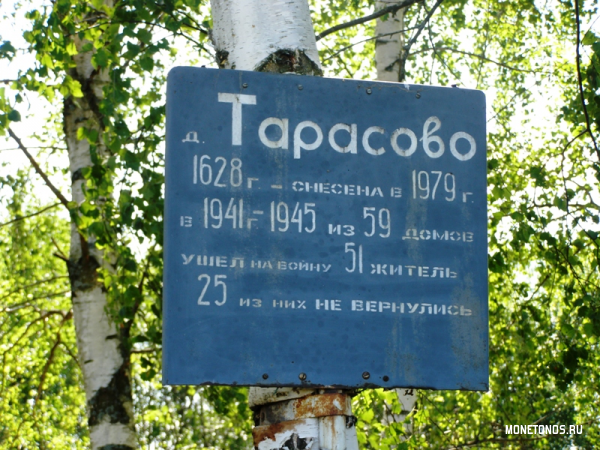 д. Тарасово
1628 г. - СНЕСЕНА В 1979 г.
В 1941 г. - 1945 ИЗ 59 ДОМОВ
УШЕЛ НА ВОЙНУ 51 ЖИТЕЛЬ
25 ИЗ НИХ НЕ ВЕРНУЛИСЬ
MONETONOS.RU